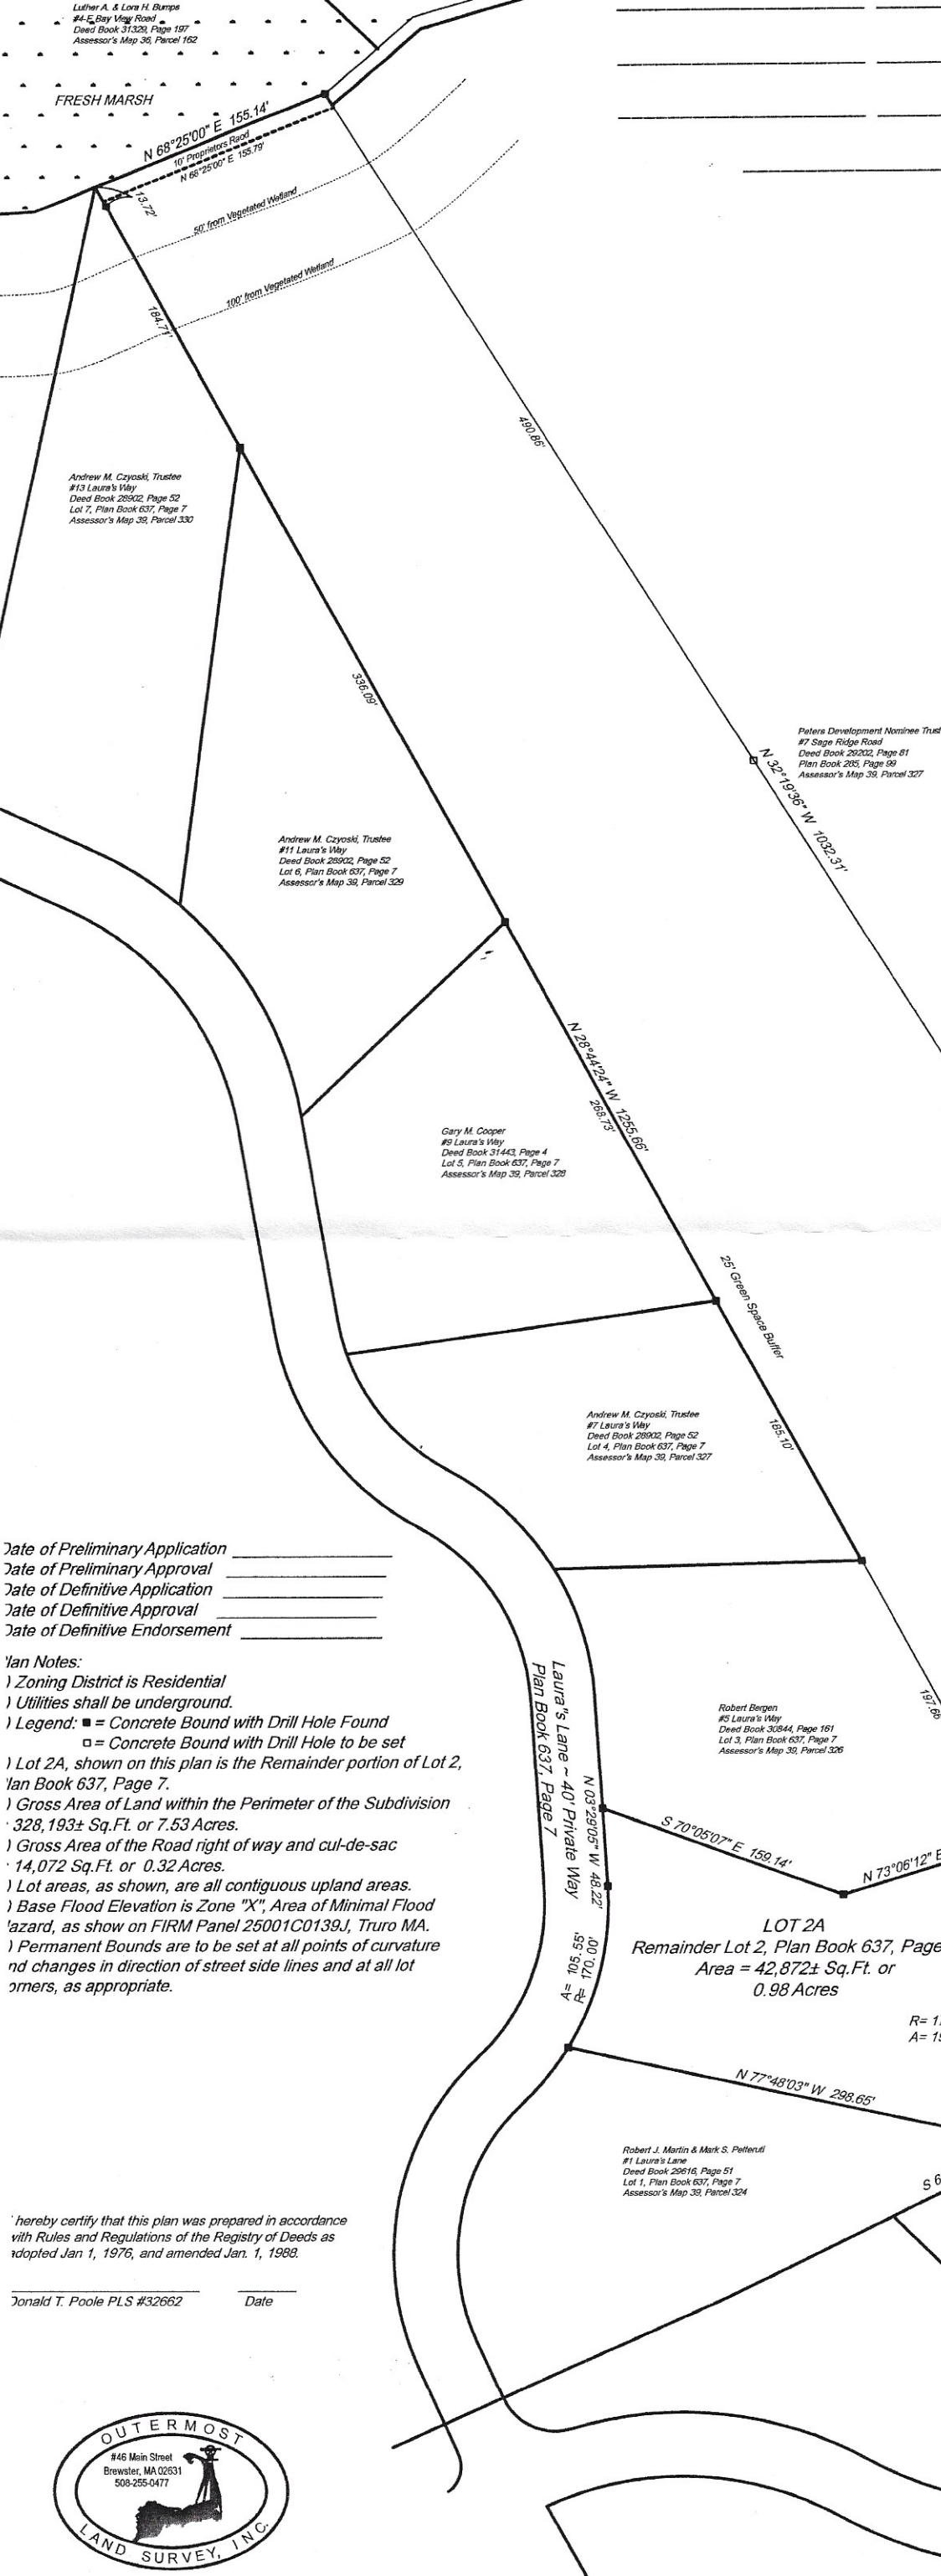 Luther A. & Lora H. Bumps
#4-E Bay View Road
Deed Book 31329, Page 197
Assessor's Map 36, Parcel 162
FRESH MARSH
N 68°25'00" E 155.14'
10' Proprietors Raod
N 68°25'00" E 155.79'
13.72'
50' from Vegetated Wetland
100' from Vegetated Wetland
184.71'
490.86'
Andrew M. Czyoski, Trustee
#13 Laura's Way
Deed Book 28902, Page 52
Lot 7, Plan Book 637, Page 7
Assessor's Map 39, Parcel 330
336.09'
Peters Development Nominee Trust
#7 Sage Ridge Road
Deed Book 29202, Page 81
Plan Book 285, Page 99
Assessor's Map 39, Parcel 327
N 32°19'36" W 1032.31'
Andrew M. Czyoski, Trustee
#11 Laura's Way
Deed Book 28902, Page 52
Lot 6, Plan Book 637, Page 7
Assessor's Map 39, Parcel 329
N 28°44'24" W 1255.66'
268.73'
Gary M. Cooper
#9 Laura's Way
Deed Book 31443, Page 4
Lot 5, Plan Book 637, Page 7
Assessor's Map 39, Parcel 328
25' Green Space Buffer
Andrew M. Czyoski, Trustee
#7 Laura's Way
Deed Book 28902, Page 52
Lot 4, Plan Book 637, Page 7
Assessor's Map 39, Parcel 327
185.10'
Date of Preliminary Application
Date of Preliminary Approval
Date of Definitive Application
Date of Definitive Approval
Date of Definitive Endorsement
lan Notes:
) Zoning District is Residential
) Utilities shall be underground.
) Legend: ■ = Concrete Bound with Drill Hole Found
□ = Concrete Bound with Drill Hole to be set
) Lot 2A, shown on this plan is the Remainder portion of Lot 2,
lan Book 637, Page 7.
) Gross Area of Land within the Perimeter of the Subdivision
328,193± Sq.Ft. or 7.53 Acres.
) Gross Area of the Road right of way and cul-de-sac
14,072 Sq.Ft. or 0.32 Acres.
) Lot areas, as shown, are all contiguous upland areas.
) Base Flood Elevation is Zone "X", Area of Minimal Flood
azard, as show on FIRM Panel 25001C0139J, Truro MA.
) Permanent Bounds are to be set at all points of curvature
nd changes in direction of street side lines and at all lot
orners, as appropriate.
Laura's Lane ~ 40' Private Way
Plan Book 637, Page 7
Robert Bergen
#5 Laura's Way
Deed Book 30844, Page 161
Lot 3, Plan Book 637, Page 7
Assessor's Map 39, Parcel 326
197.66
N 03°29'05" W 48.22'
S 70°05'07" E 159.14'
N 73°06'12" E
A= 105.55'
R= 170.00'
LOT 2A
Remainder Lot 2, Plan Book 637, Page
Area = 42,872± Sq.Ft. or
0.98 Acres
R= 1
A= 1
N 77°48'03" W 298.65'
Robert J. Martin & Mark S. Petteruti
#1 Laura's Lane
Deed Book 29616, Page 51
Lot 1, Plan Book 637, Page 7
Assessor's Map 39, Parcel 324
S 6
hereby certify that this plan was prepared in accordance
with Rules and Regulations of the Registry of Deeds as
adopted Jan 1, 1976, and amended Jan. 1, 1988.
Donald T. Poole PLS #32662
Date
OUTERMOST
#46 Main Street
Brewster, MA 02631
508-255-0477
LAND SURVEY, INC.